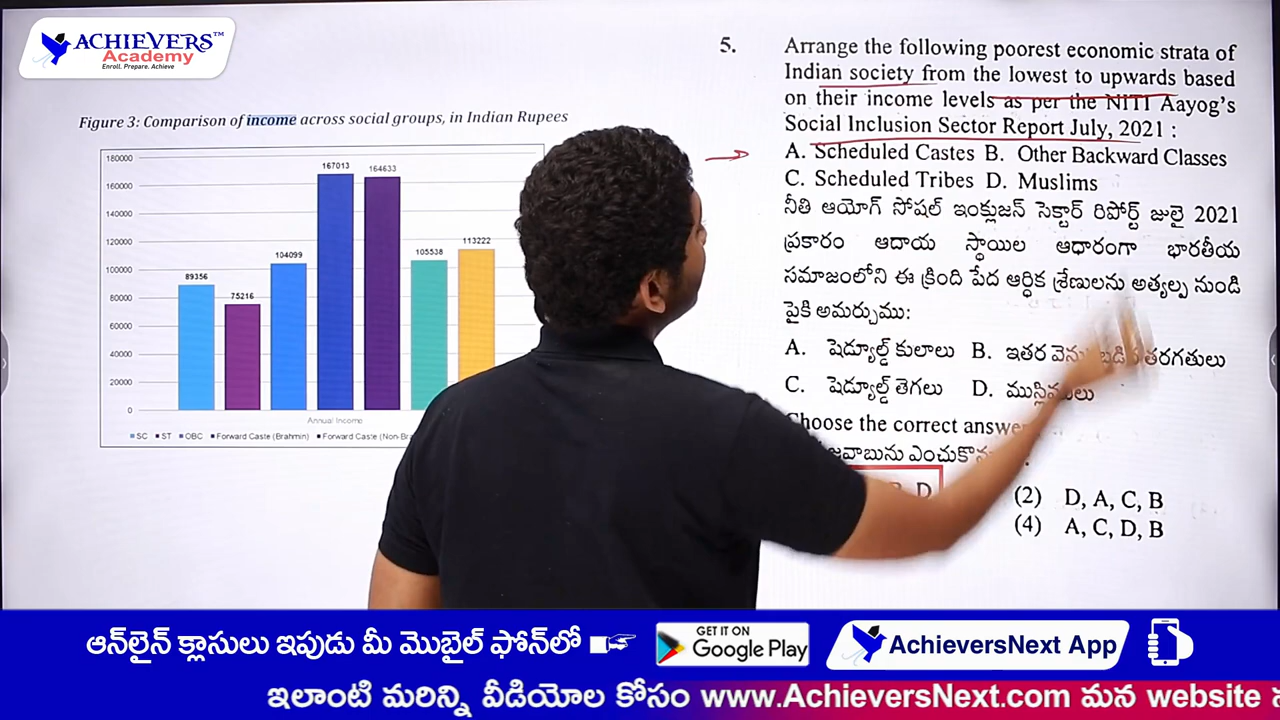 ACHIEVERS™
Academy
Enroll. Prepare. Achieve
Figure 3: Comparison of income across social groups, in Indian Rupees
180000
160000
140000
120000
100000
80000
60000
40000
20000
0
89356
75216
104099
167013
164633
105538
113222
Annual Income
SC ST OBC Forward Caste (Brahmin) Forward Caste
5.
Arrange the following poorest economic strata of
Indian society from the lowest to upwards based
on their income levels as per the NITI Aayog's
Social Inclusion Sector Report July, 2021 :
A. Scheduled Castes B. Other Backward Classes
C. Scheduled Tribes D. Muslims
నీతి ఆయోగ్ సోషల్ ఇంక్లుజన్ సెక్టార్ రిపోర్ట్ జులై 2021
ప్రకారం ఆదాయ స్థాయిల ఆధారంగా భారతీయ
సమాజంలోని ఈ క్రింది పేద ఆర్థిక శ్రేణులను అత్యల్ప నుండి
పైకి అమర్చుము:
A. షెడ్యూల్డ్ కులాలు B. ఇతర తరగతులు
C. షెడ్యూల్డ్ తెగలు D.
the correct
ఎంచుకొ
B, D
(2) D, A, C, B
(4) A, C, D, B
ఆన్‌లైన్ క్లాసులు ఇపుడు మీ మొబైల్ ఫోన్‌లో
GET IT ON
Google Play
AchieversNext App
ఇలాంటి మరిన్ని వీడియోల కోసం www.AchieversNext.com మన website